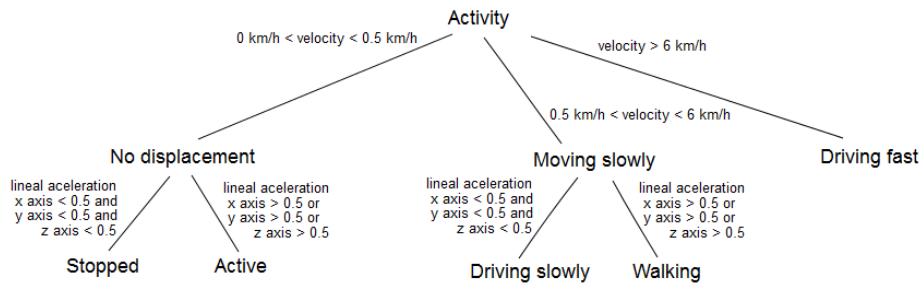 Activity
0 km/h < velocity < 0.5 km/h
velocity > 6 km/h
0.5 km/h < velocity < 6 km/h
No displacement
Moving slowly
Driving fast
lineal aceleration
x axis < 0.5 and
y axis < 0.5 and
z axis < 0.5
lineal aceleration
x axis > 0.5 or
y axis > 0.5 or
z axis > 0.5
lineal aceleration
x axis < 0.5 and
y axis < 0.5 and
z axis < 0.5
lineal aceleration
x axis > 0.5 or
y axis > 0.5 or
z axis > 0.5
Stopped
Active
Driving slowly
Walking